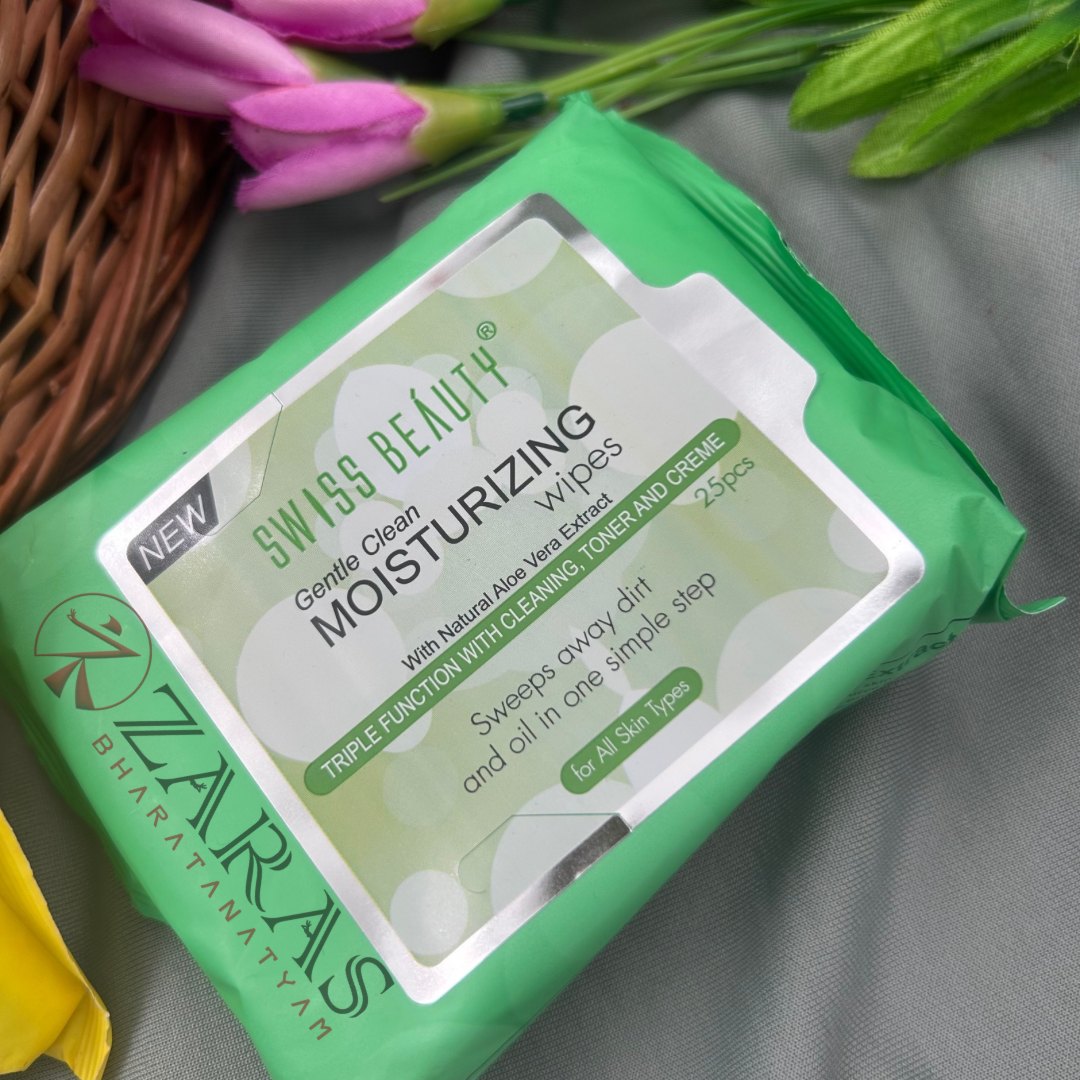 NEW
SWISS BEÁUTY®
Gentle Clean
MOISTURIZING
wipes
With Natural Aloe Vera Extract
TRIPLE FUNCTION WITH CLEANING, TONER AND CREME
25pcs
Sweeps away dirt
and oil in one simple step
for All Skin Types
ZARAS
BHARATANATYAM